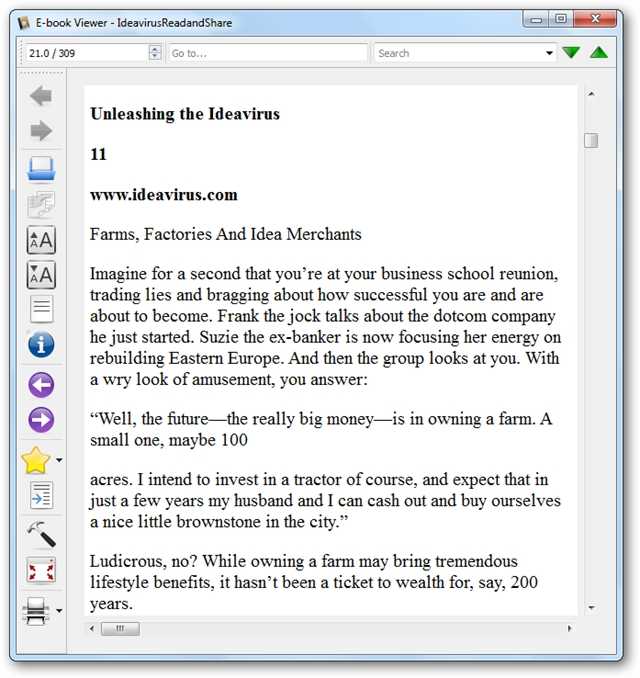 E-book Viewer - IdeavirusReadandShare
21.0 / 309
Go to...
Search
Unleashing the Ideavirus
11
www.ideavirus.com
Farms, Factories And Idea Merchants
Imagine for a second that you’re at your business school reunion,
trading lies and bragging about how successful you are and are
about to become. Frank the jock talks about the dotcom company
he just started. Suzie the ex-banker is now focusing her energy on
rebuilding Eastern Europe. And then the group looks at you. With
a wry look of amusement, you answer:
“Well, the future—the really big money—is in owning a farm. A
small one, maybe 100
acres. I intend to invest in a tractor of course, and expect that in
just a few years my husband and I can cash out and buy ourselves
a nice little brownstone in the city.”
Ludicrous, no? While owning a farm may bring tremendous
lifestyle benefits, it hasn’t been a ticket to wealth for, say, 200
years.